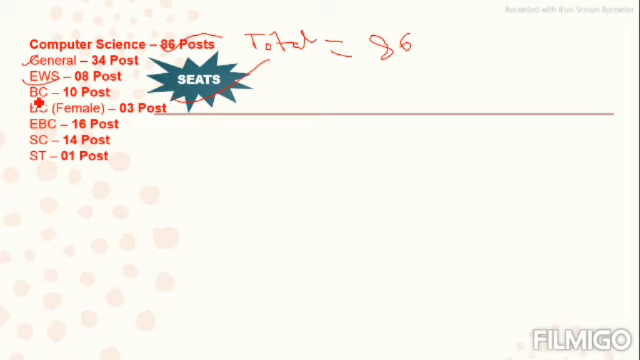 Recorded with iFun Screen Recorder
Computer Science – 86 Posts Total = 86
General – 34 Post
EWS – 08 Post
SEATS
BC – 10 Post
BC (Female) – 03 Post
EBC – 16 Post
SC – 14 Post
ST – 01 Post
FILMIGO